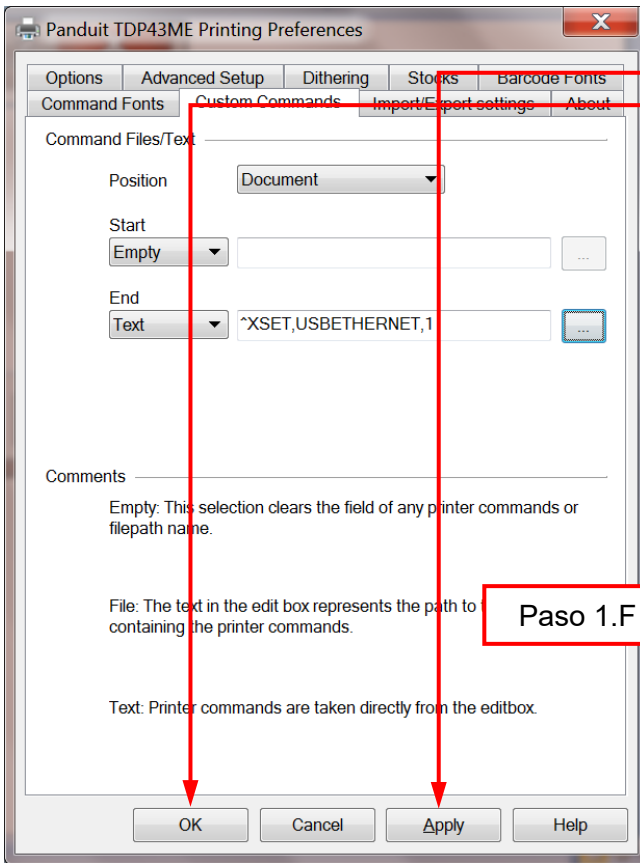 Panduit TDP43ME Printing Preferences
X
Options Advanced Setup Dithering Stocks Barcode Fonts
Command Fonts Custom Commands Import/Export settings About
Command Files/Text
Position Document
Start
Empty ...
End
Text ^XSET,USBETHERNET,1 ...
Comments
Empty: This selection clears the field of any printer commands or
filepath name.
File: The text in the edit box represents the path to
containing the printer commands.
Paso 1.F
Text: Printer commands are taken directly from the editbox.
OK Cancel Apply Help